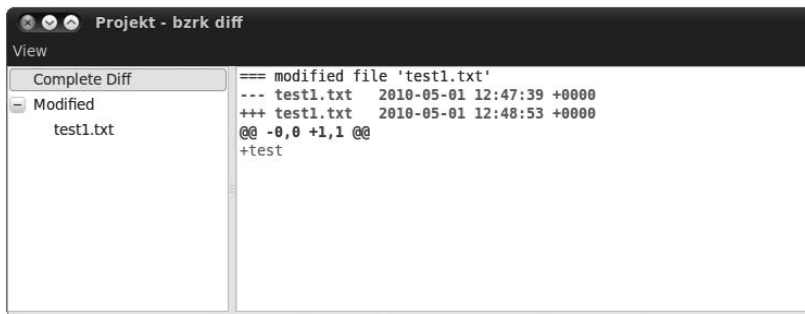 Projekt - bzrk diff
View
Complete Diff
Modified
test1.txt
=== modified file 'test1.txt'
--- test1.txt 2010-05-01 12:47:39 +0000
+++ test1.txt 2010-05-01 12:48:53 +0000
@@ -0,0 +1,1 @@
+test